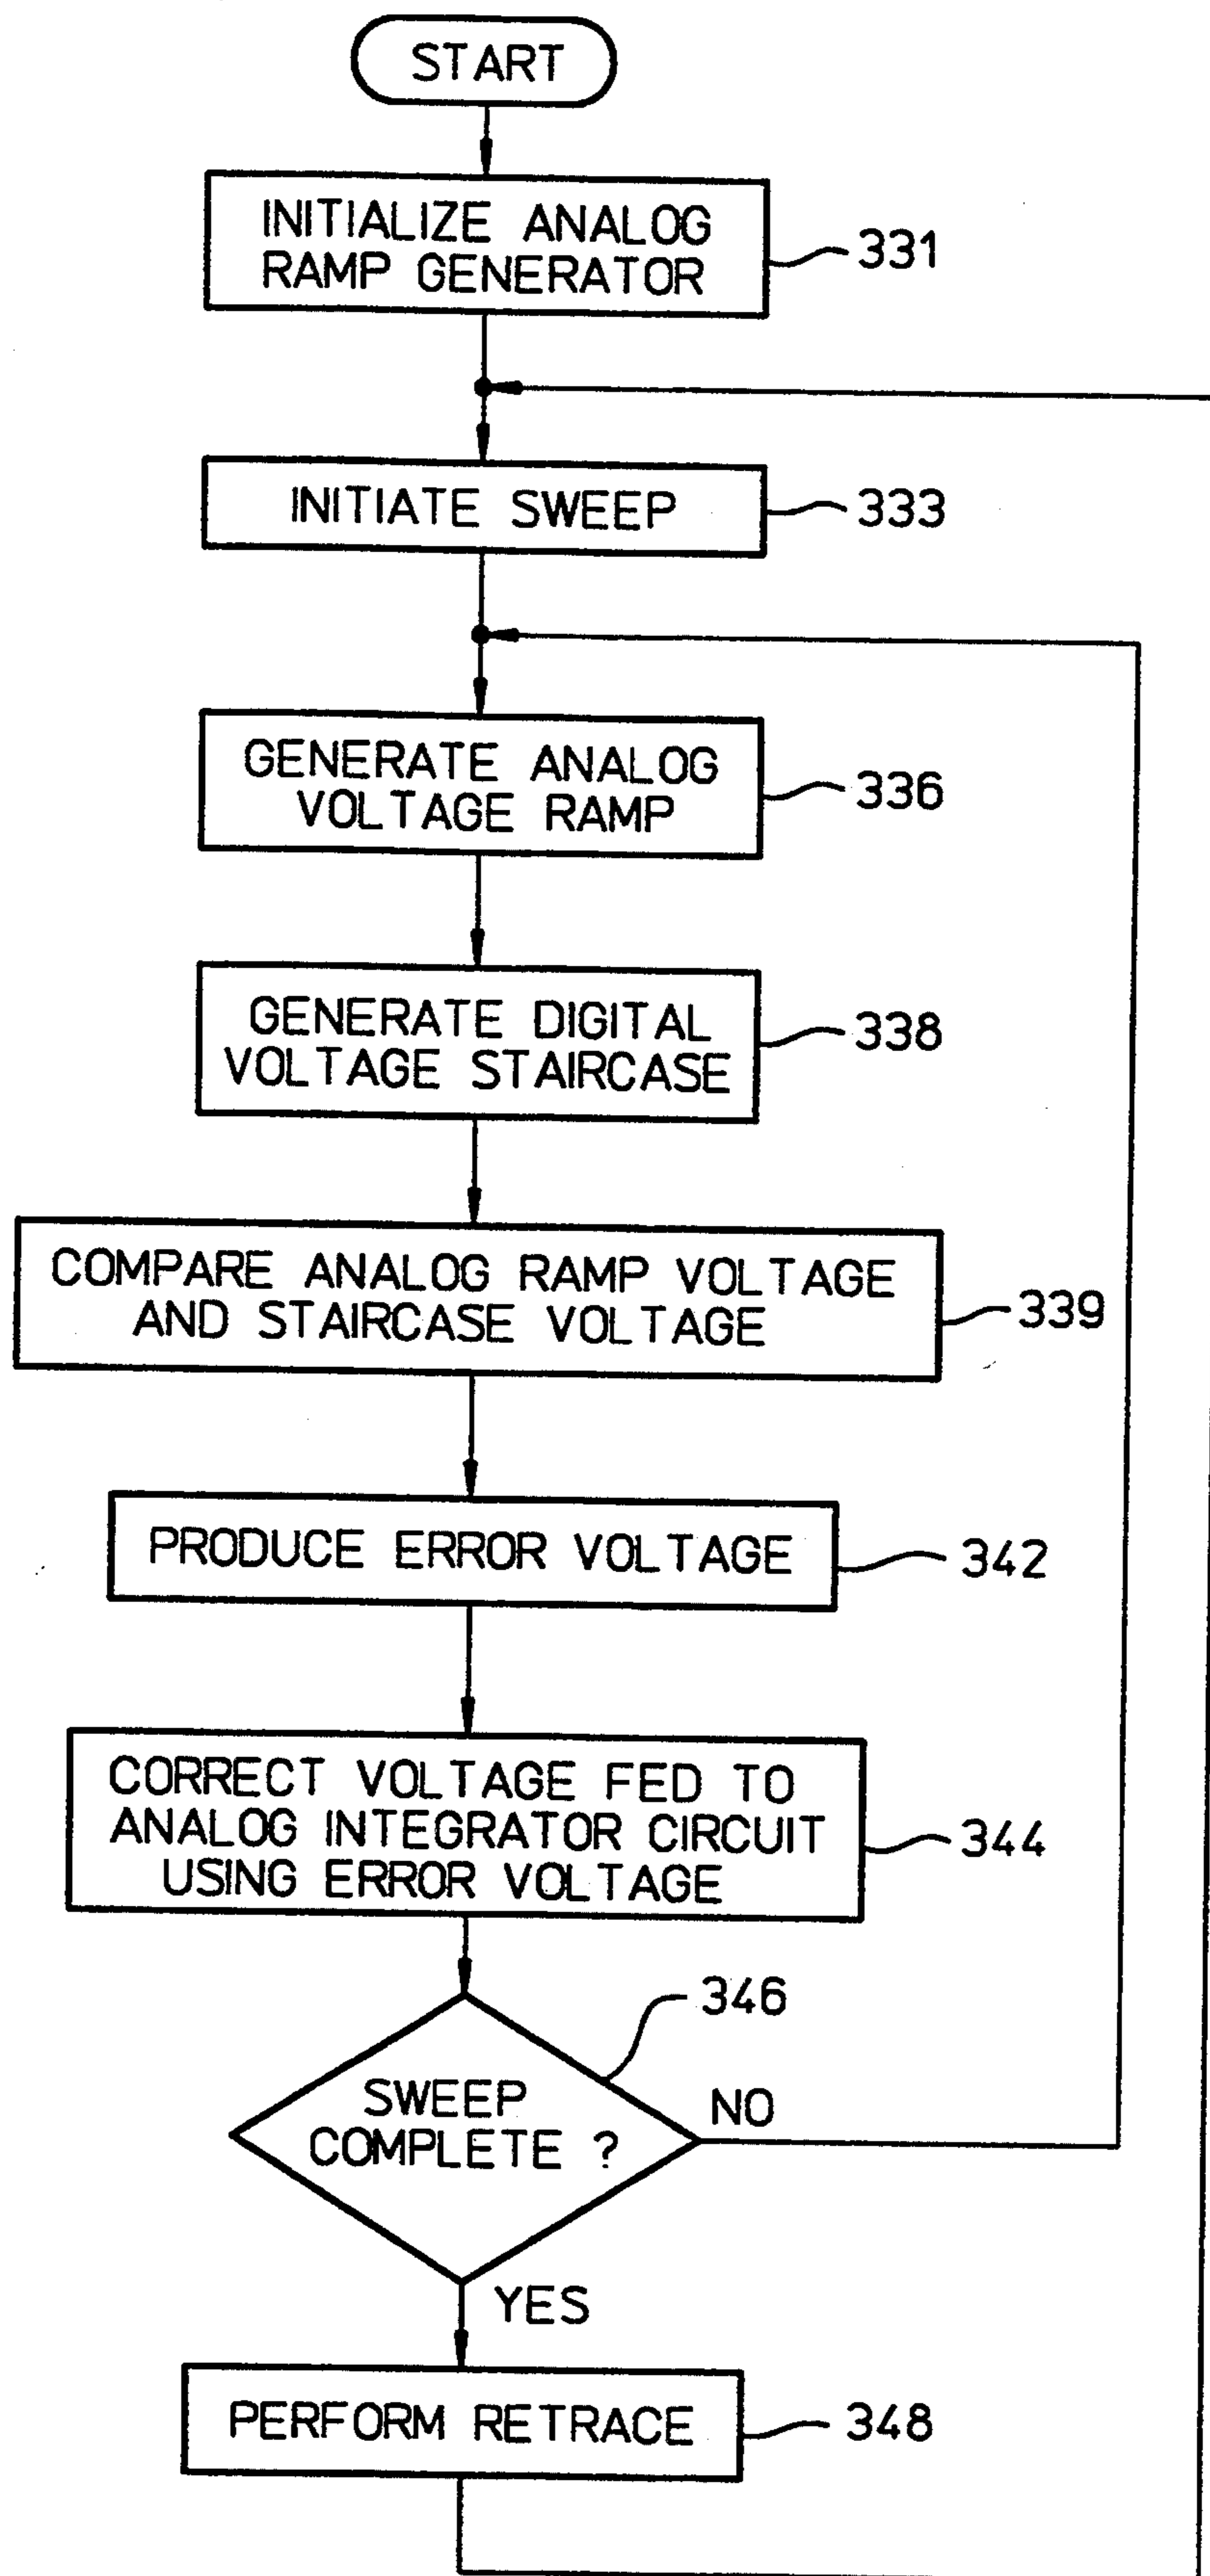 START
INITIALIZE ANALOG
RAMP GENERATOR
331
INITIATE SWEEP
333
GENERATE ANALOG
VOLTAGE RAMP
336
GENERATE DIGITAL
VOLTAGE STAIRCASE
338
COMPARE ANALOG RAMP VOLTAGE
AND STAIRCASE VOLTAGE
339
PRODUCE ERROR VOLTAGE
342
CORRECT VOLTAGE FED TO
ANALOG INTEGRATOR CIRCUIT
USING ERROR VOLTAGE
344
346
SWEEP
COMPLETE ?
NO
YES
PERFORM RETRACE
348